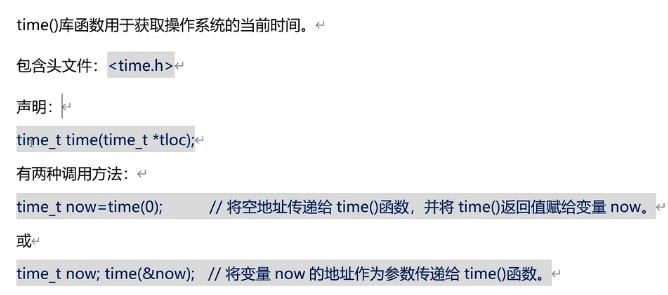 time()库函数用于获取操作系统的当前时间。
包含头文件：<time.h>
声明：
time_t time(time_t *tloc);
有两种调用方法：
time_t now=time(0); // 将空地址传递给 time()函数，并将 time()返回值赋给变量 now。
或
time_t now; time(&now); // 将变量 now 的地址作为参数传递给 time()函数。